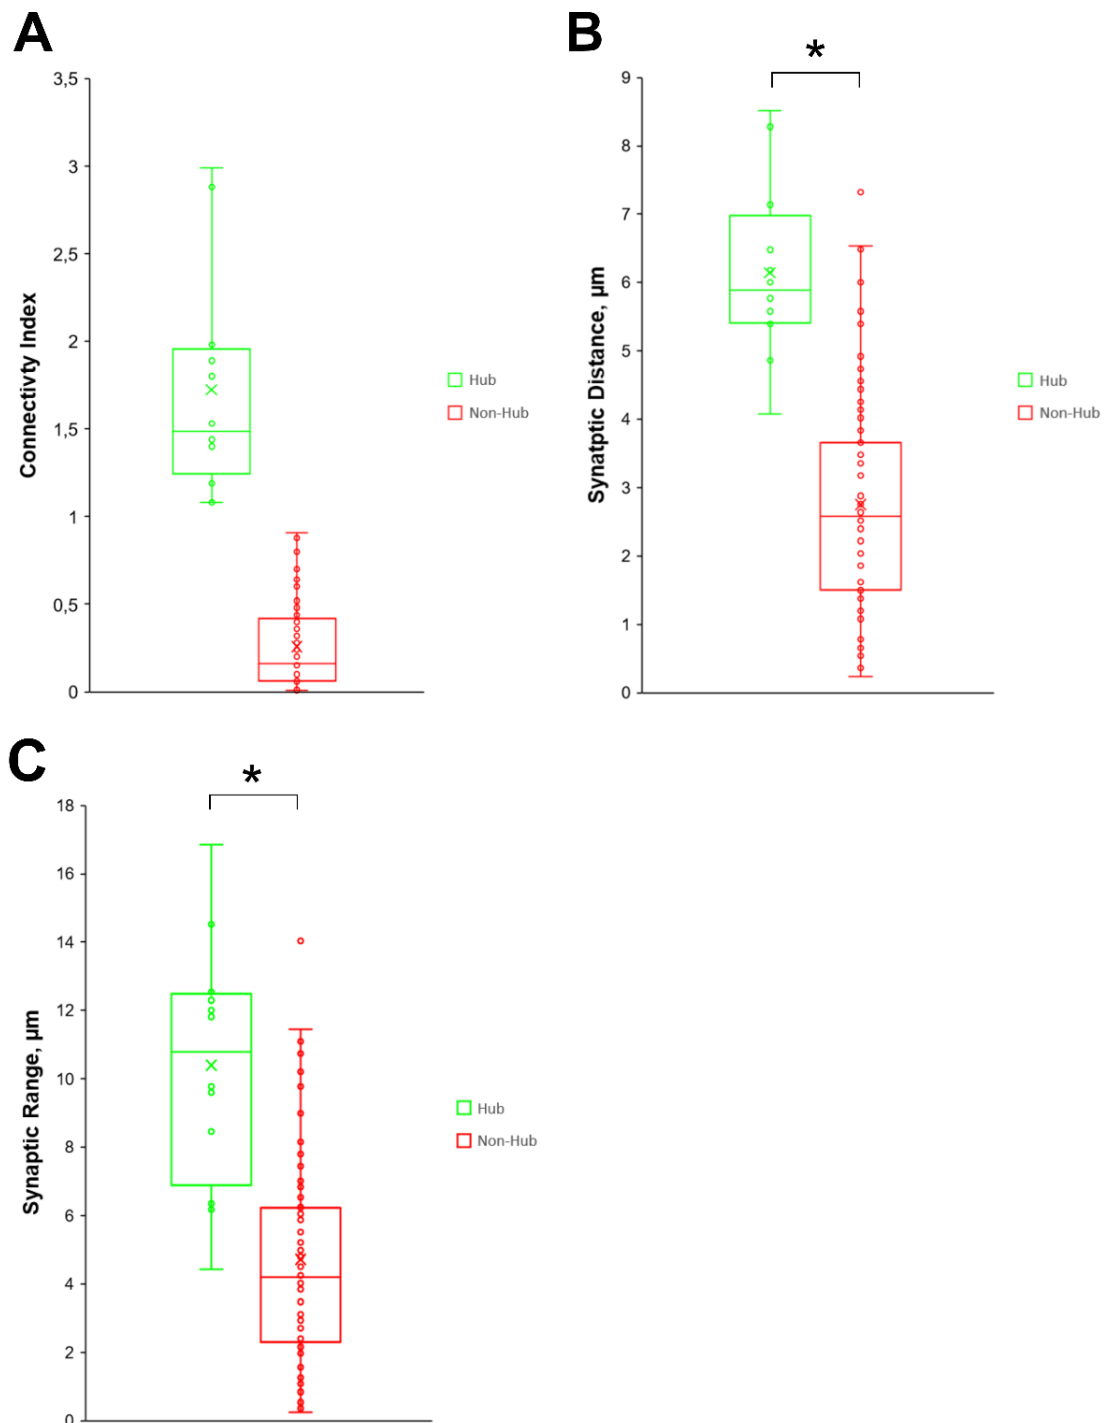 A
3,5
3
2,5
2
1,5
1
0,5
0
Connectivty Index
Hub
Non-Hub
B
*
9
8
7
6
5
4
3
2
1
0
Synatptic Distance, µm
Hub
Non-Hub
C
*
18
16
14
12
10
8
6
4
2
0
Synaptic Range, µm
Hub
Non-Hub